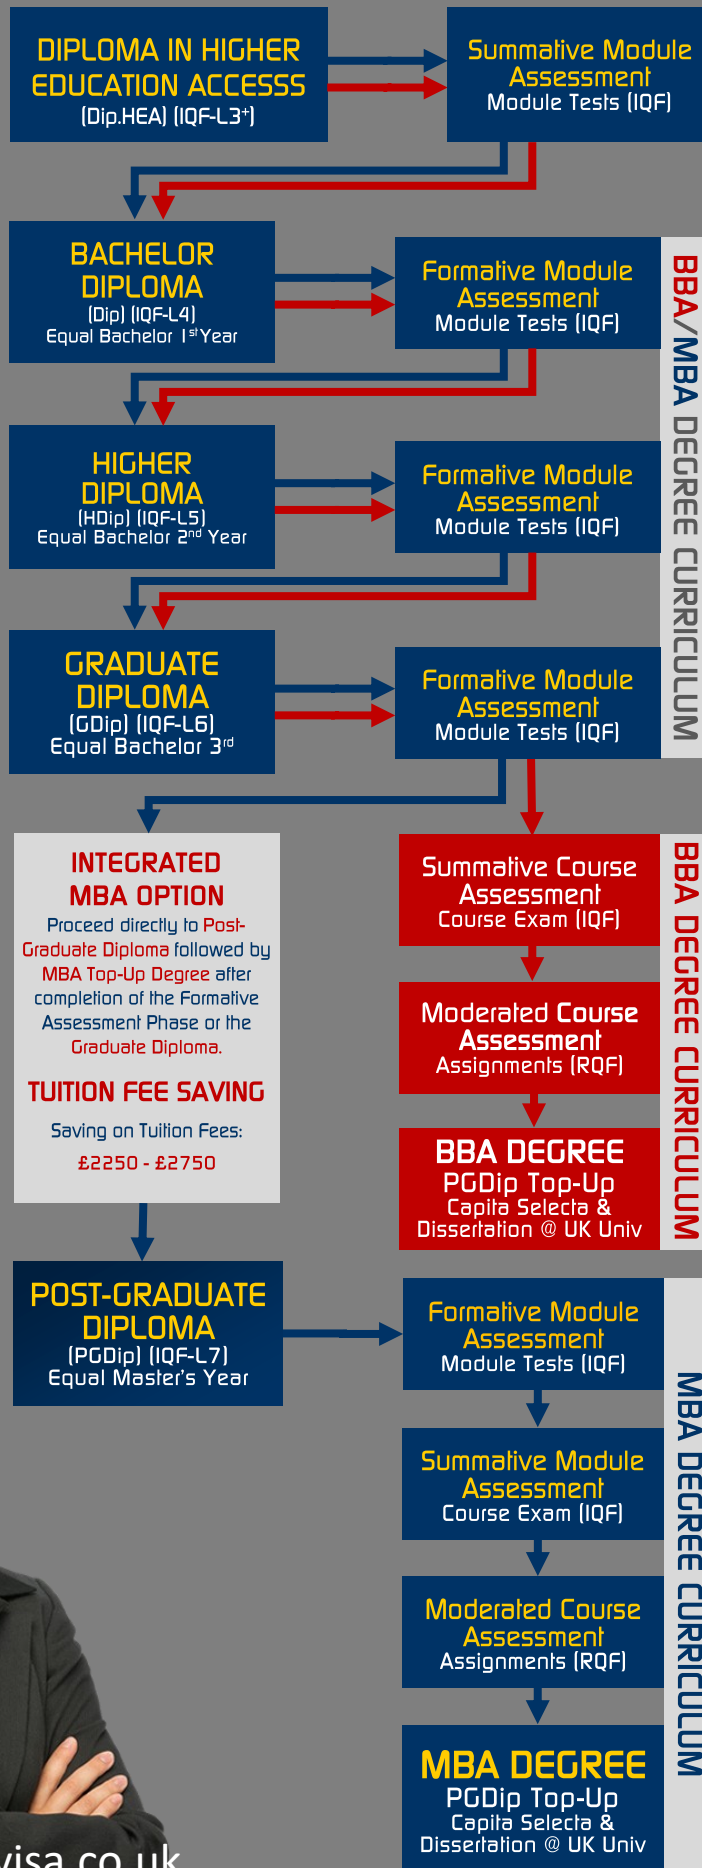 DIPLOMA IN HIGHER
EDUCATION ACCESSS
(Dip.HEA) (IQF-L3+)
Summative Module
Assessment
Module Tests (IQF)
BACHELOR
DIPLOMA
(Dip) (IQF-L4)
Equal Bachelor 1st Year
Formative Module
Assessment
Module Tests (IQF)
HIGHER
DIPLOMA
(HDip) (IQF-L5)
Equal Bachelor 2nd Year
Formative Module
Assessment
Module Tests (IQF)
GRADUATE
DIPLOMA
(GDip) (IQF-L6)
Equal Bachelor 3rd
Formative Module
Assessment
Module Tests (IQF)
BBA/MBA DEGREE CURRICULUM
INTEGRATED
MBA OPTION
Proceed directly to Post-
Graduate Diploma followed by
MBA Top-Up Degree after
completion of the Formative
Assessment Phase or the
Graduate Diploma.
TUITION FEE SAVING
Saving on Tuition Fees:
£2250 - £2750
Summative Course
Assessment
Course Exam (IQF)
Moderated Course
Assessment
Assignments (RQF)
BBA DEGREE
PGDip Top-Up
Capita Selecta &
Dissertation @ UK Univ
BBA DEGREE CURRICULUM
POST-GRADUATE
DIPLOMA
(PGDip) (IQF-L7)
Equal Master's Year
Formative Module
Assessment
Module Tests (IQF)
Summative Module
Assessment
Course Exam (IQF)
Moderated Course
Assessment
Assignments (RQF)
MBA DEGREE
PGDip Top-Up
Capita Selecta &
Dissertation @ UK Univ
MBA DEGREE CURRICULUM
visa.co.uk